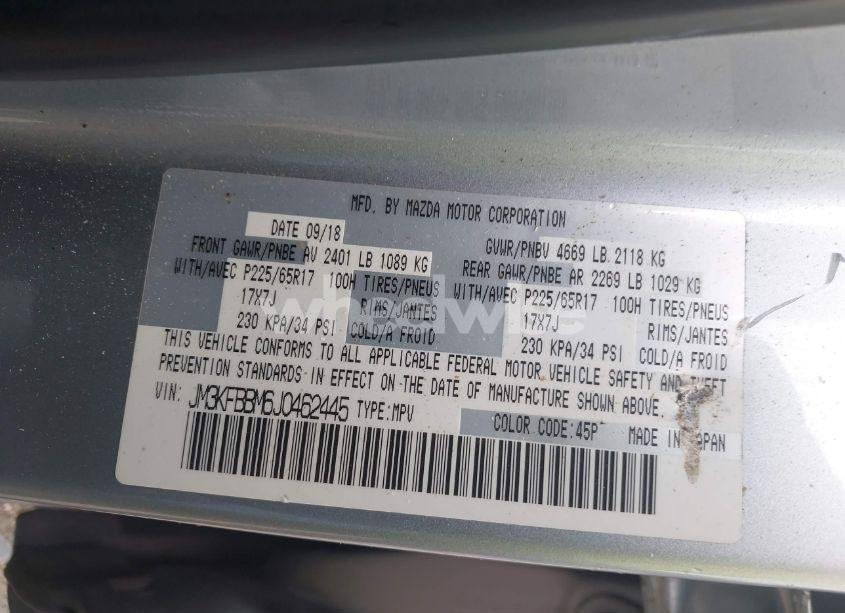 MFD. BY MAZDA MOTOR CORPORATION
DATE 09/18
GVWR/PNBV 4669 LB 2118 KG
FRONT GAWR/PNBE AV 2401 LB 1089 KG
REAR GAWR/PNBE AR 2269 LB 1029 KG
WITH/AVEC P225/65R17 100H TIRES/PNEUS
WITH/AVEC P225/65R17 100H TIRES/PNEUS
17X7J RIMS/JANTES
17X7J RIMS/JANTES
230 KPA/34 PSI COLD/A FROID
230 KPA/34 PSI COLD/A FROID
THIS VEHICLE CONFORMS TO ALL APPLICABLE FEDERAL MOTOR VEHICLE SAFETY AND THEFT
PREVENTION STANDARDS IN EFFECT ON THE DATE OF MANUFACTURE SHOWN ABOVE.
VIN: JM3KFBBM6J0462445 TYPE:MPV
COLOR CODE:45P MADE IN JAPAN
wheelwire